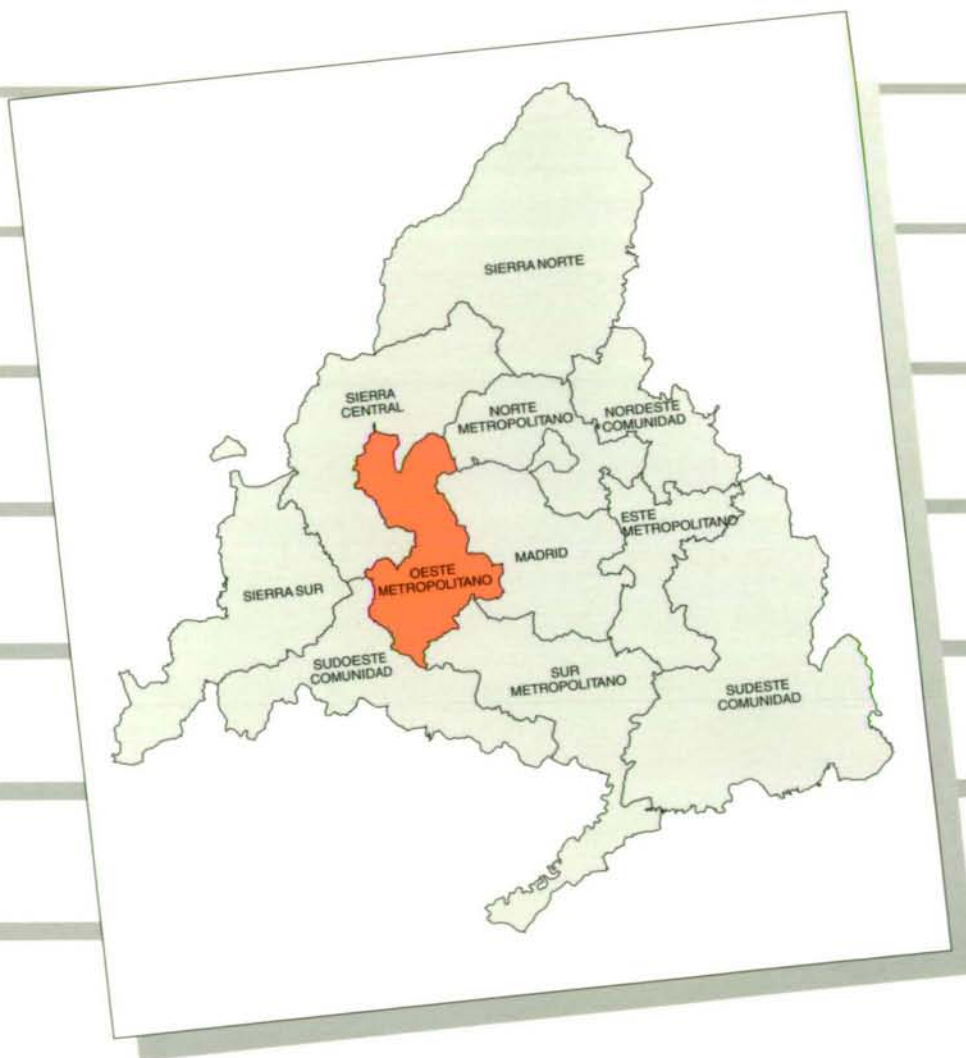 SIERRA NORTE
SIERRA
CENTRAL
NORTE
METROPOLITANO
NORDESTE
COMUNIDAD
ESTE
METROPOLITANO
MADRID
OESTE
METROPOLITANO
SIERRA SUR
SUDOESTE
COMUNIDAD
SUR
METROPOLITANO
SUDESTE
COMUNIDAD